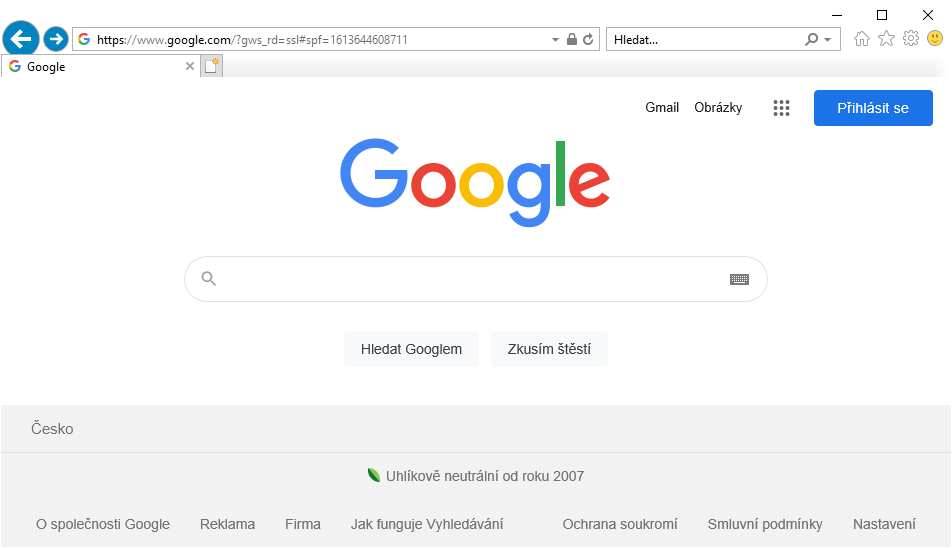 https://www.google.com/?gws_rd=ssl#spf=1613644608711
Hledat...
Google
Gmail Obrázky Přihlásit se
Google
Hledat Googlem Zkusím štěstí
Česko
Uhlíkově neutrální od roku 2007
O společnosti Google Reklama Firma Jak funguje Vyhledávání Ochrana soukromí Smluvní podmínky Nastavení